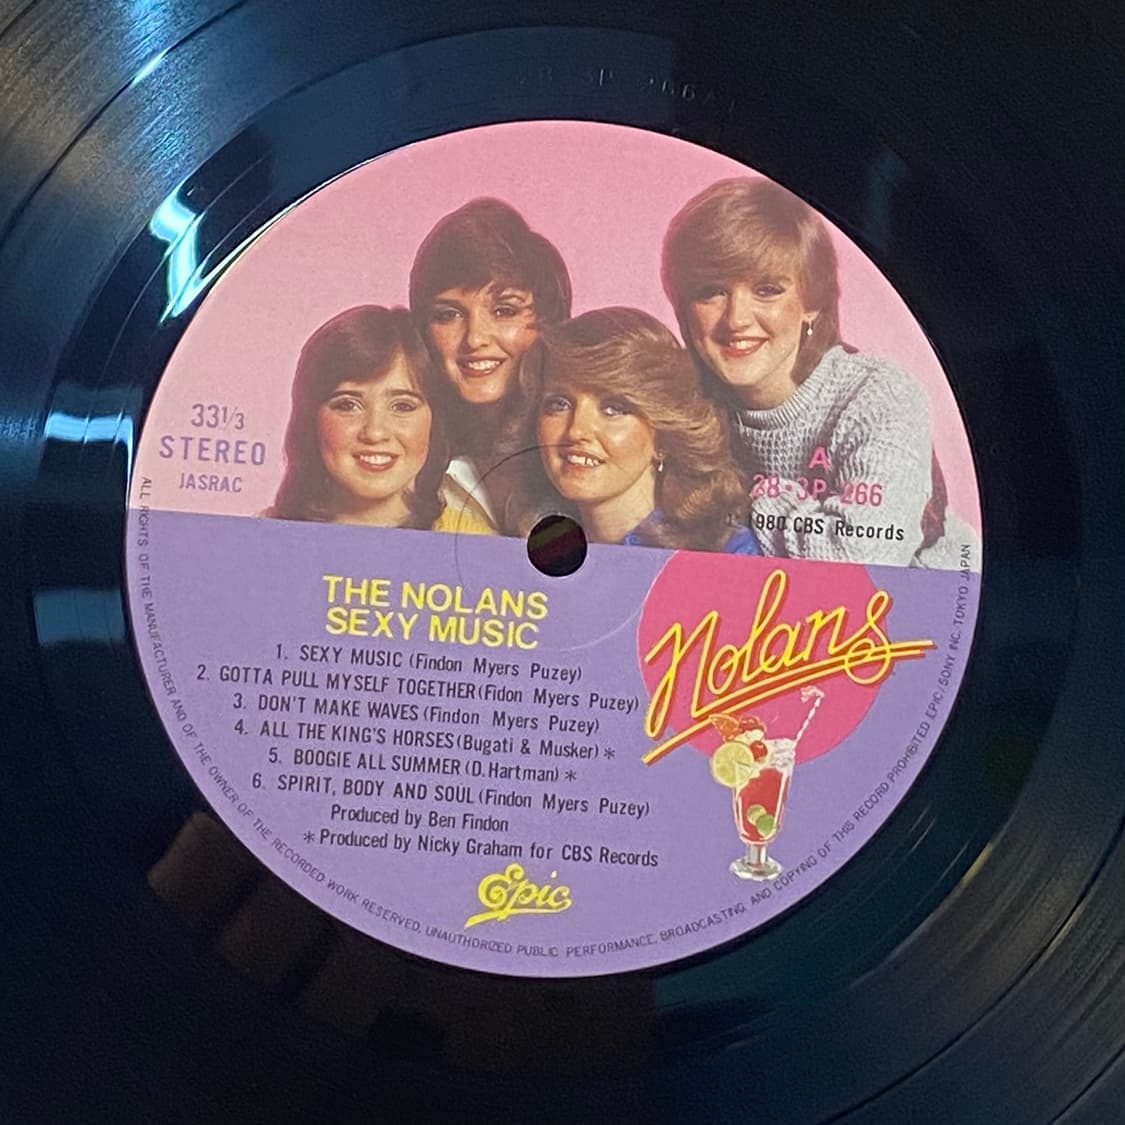 33 1/3
STEREO
JASRAC
A
28・3P-266
1980 CBS Records
THE NOLANS
SEXY MUSIC
1. SEXY MUSIC (Findon Myers Puzey)
2. GOTTA PULL MYSELF TOGETHER (Fidon Myers Puzey)
3. DON'T MAKE WAVES (Findon Myers Puzey)
4. ALL THE KING'S HORSES (Bugati & Musker) *
5. BOOGIE ALL SUMMER (D.Hartman) *
6. SPIRIT, BODY AND SOUL (Findon Myers Puzey)
Produced by Ben Findon
* Produced by Nicky Graham for CBS Records
Nolans
Epic
ALL RIGHTS OF THE MANUFACTURER AND OF THE OWNER OF THE RECORDED WORK RESERVED, UNAUTHORIZED PUBLIC PERFORMANCE, BROADCASTING AND COPYING OF THIS RECORD PROHIBITED EPIC/SONY INC. TOKYO JAPAN